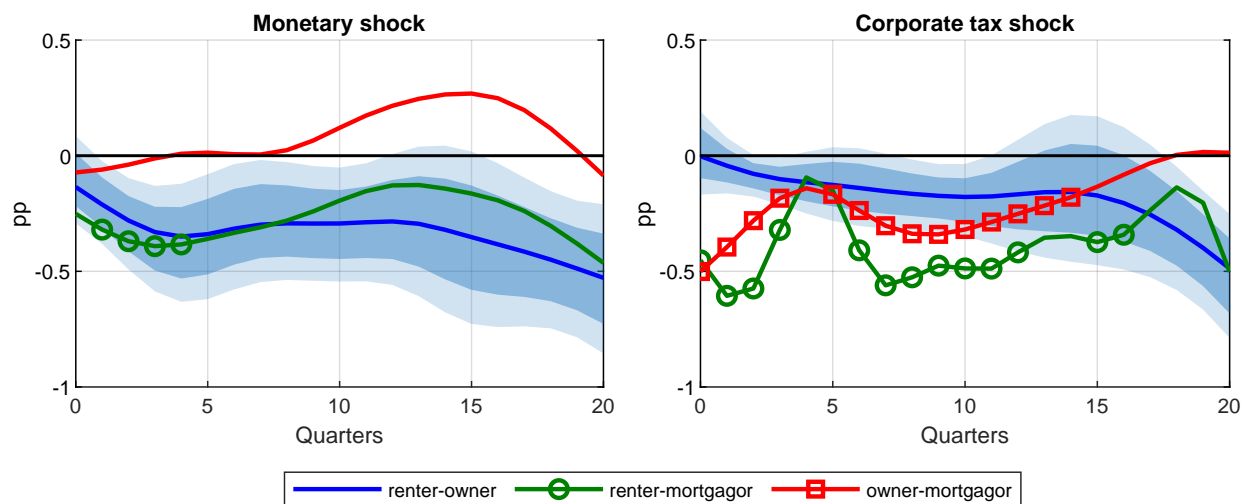 Monetary shock
0.5
0
-0.5
-1
pp
0 5 10 15 20
Quarters
Corporate tax shock
0.5
0
-0.5
-1
pp
0 5 10 15 20
Quarters
renter-owner renter-mortgagor owner-mortgagor